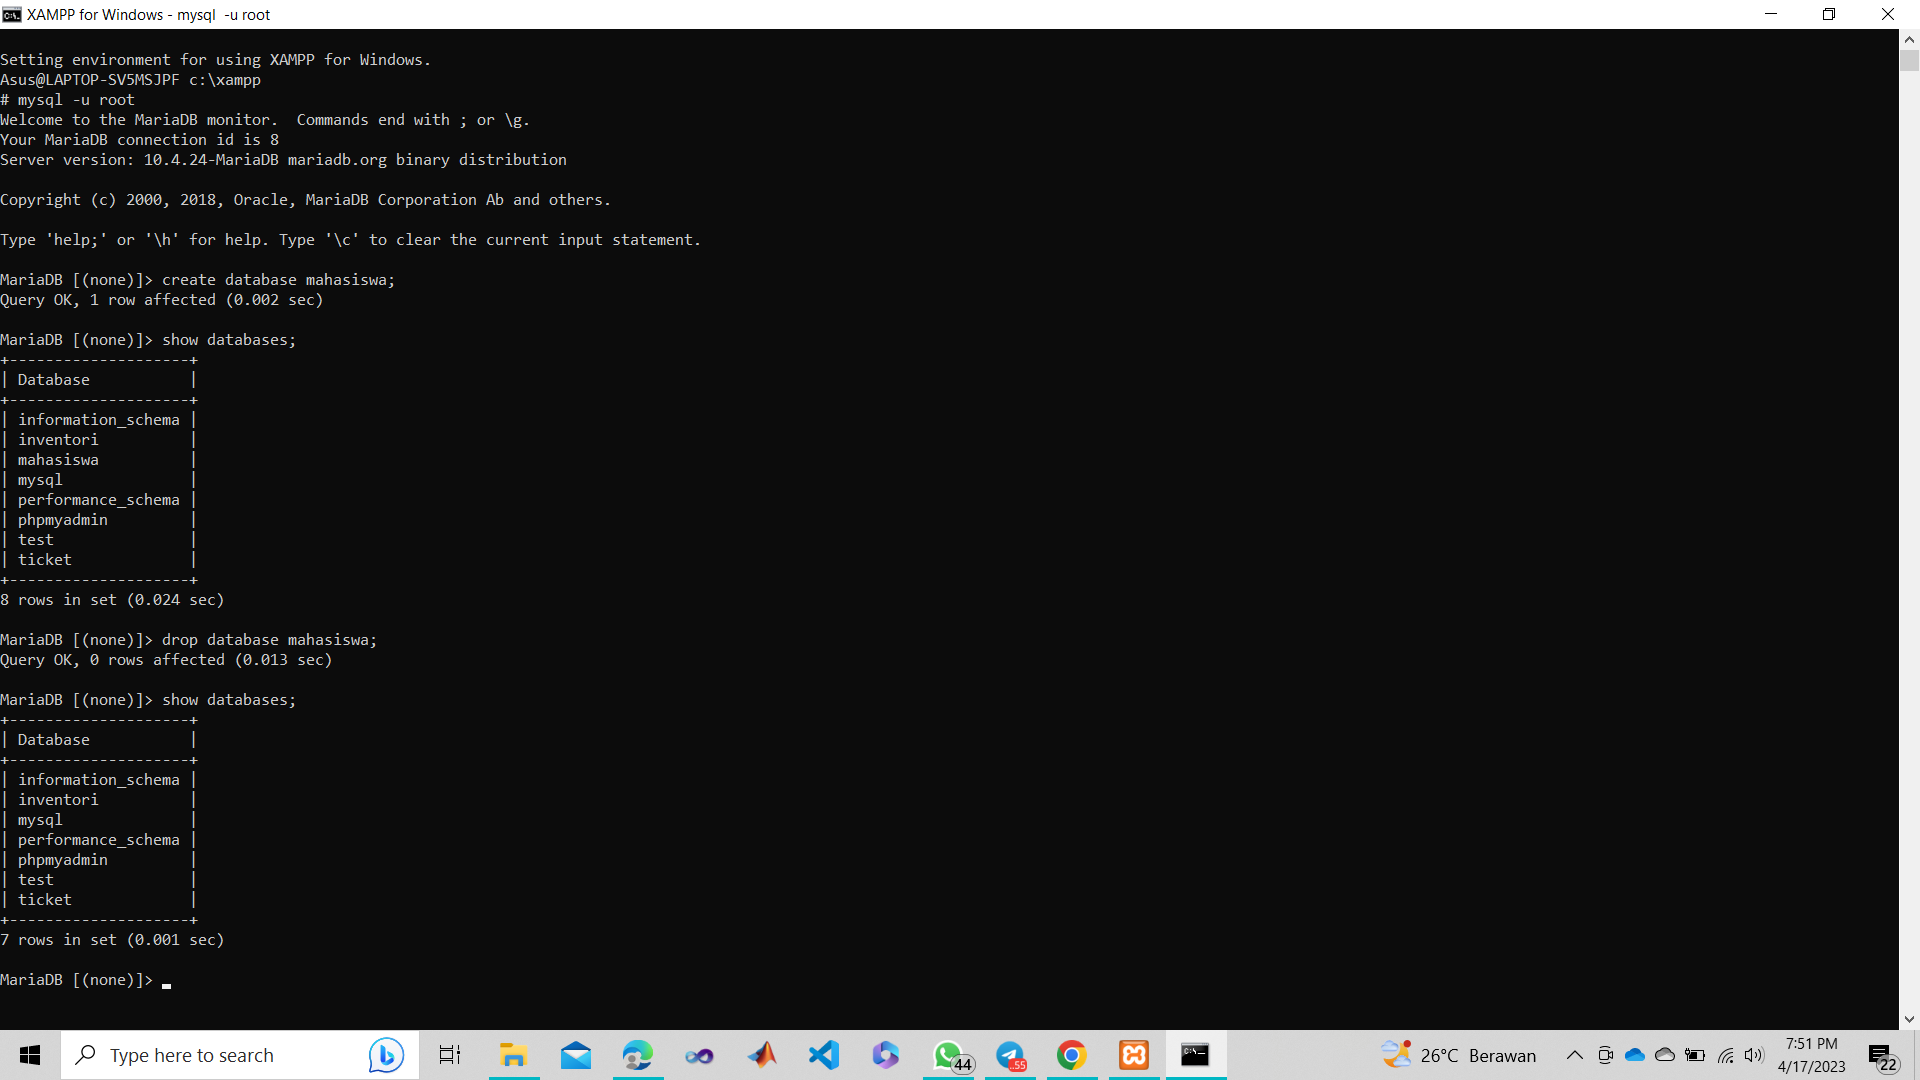 XAMPP for Windows - mysql  -u root
Setting environment for using XAMPP for Windows.
Asus@LAPTOP-SV5MSJPF c:\xampp
# mysql -u root
Welcome to the MariaDB monitor.  Commands end with ; or \g.
Your MariaDB connection id is 8
Server version: 10.4.24-MariaDB mariadb.org binary distribution
Copyright (c) 2000, 2018, Oracle, MariaDB Corporation Ab and others.
Type 'help;' or '\h' for help. Type '\c' to clear the current input statement.
MariaDB [(none)]> create database mahasiswa;
Query OK, 1 row affected (0.002 sec)
MariaDB [(none)]> show databases;
+--------------------+
| Database           |
+--------------------+
| information_schema |
| inventori          |
| mahasiswa          |
| mysql              |
| performance_schema |
| phpmyadmin         |
| test               |
| ticket             |
+--------------------+
8 rows in set (0.024 sec)
MariaDB [(none)]> drop database mahasiswa;
Query OK, 0 rows affected (0.013 sec)
MariaDB [(none)]> show databases;
+--------------------+
| Database           |
+--------------------+
| information_schema |
| inventori          |
| mysql              |
| performance_schema |
| phpmyadmin         |
| test               |
| ticket             |
+--------------------+
7 rows in set (0.001 sec)
MariaDB [(none)]> _
Type here to search
44
55
26°C  Berawan
7:51 PM
4/17/2023
22